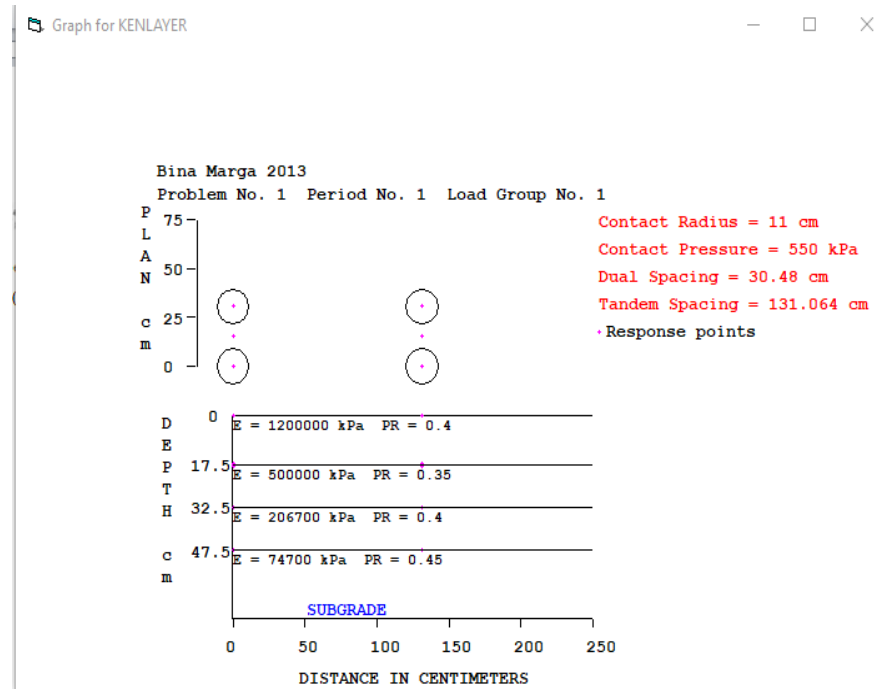 Graph for KENLAYER
Bina Marga 2013
Problem No. 1 Period No. 1 Load Group No. 1
PLAN cm
75
50
25
0
Contact Radius = 11 cm
Contact Pressure = 550 kPa
Dual Spacing = 30.48 cm
Tandem Spacing = 131.064 cm
Response points
DEPTH cm
0
E = 1200000 kPa PR = 0.4
17.5
E = 500000 kPa PR = 0.35
32.5
E = 206700 kPa PR = 0.4
47.5
E = 74700 kPa PR = 0.45
SUBGRADE
0 50 100 150 200 250
DISTANCE IN CENTIMETERS